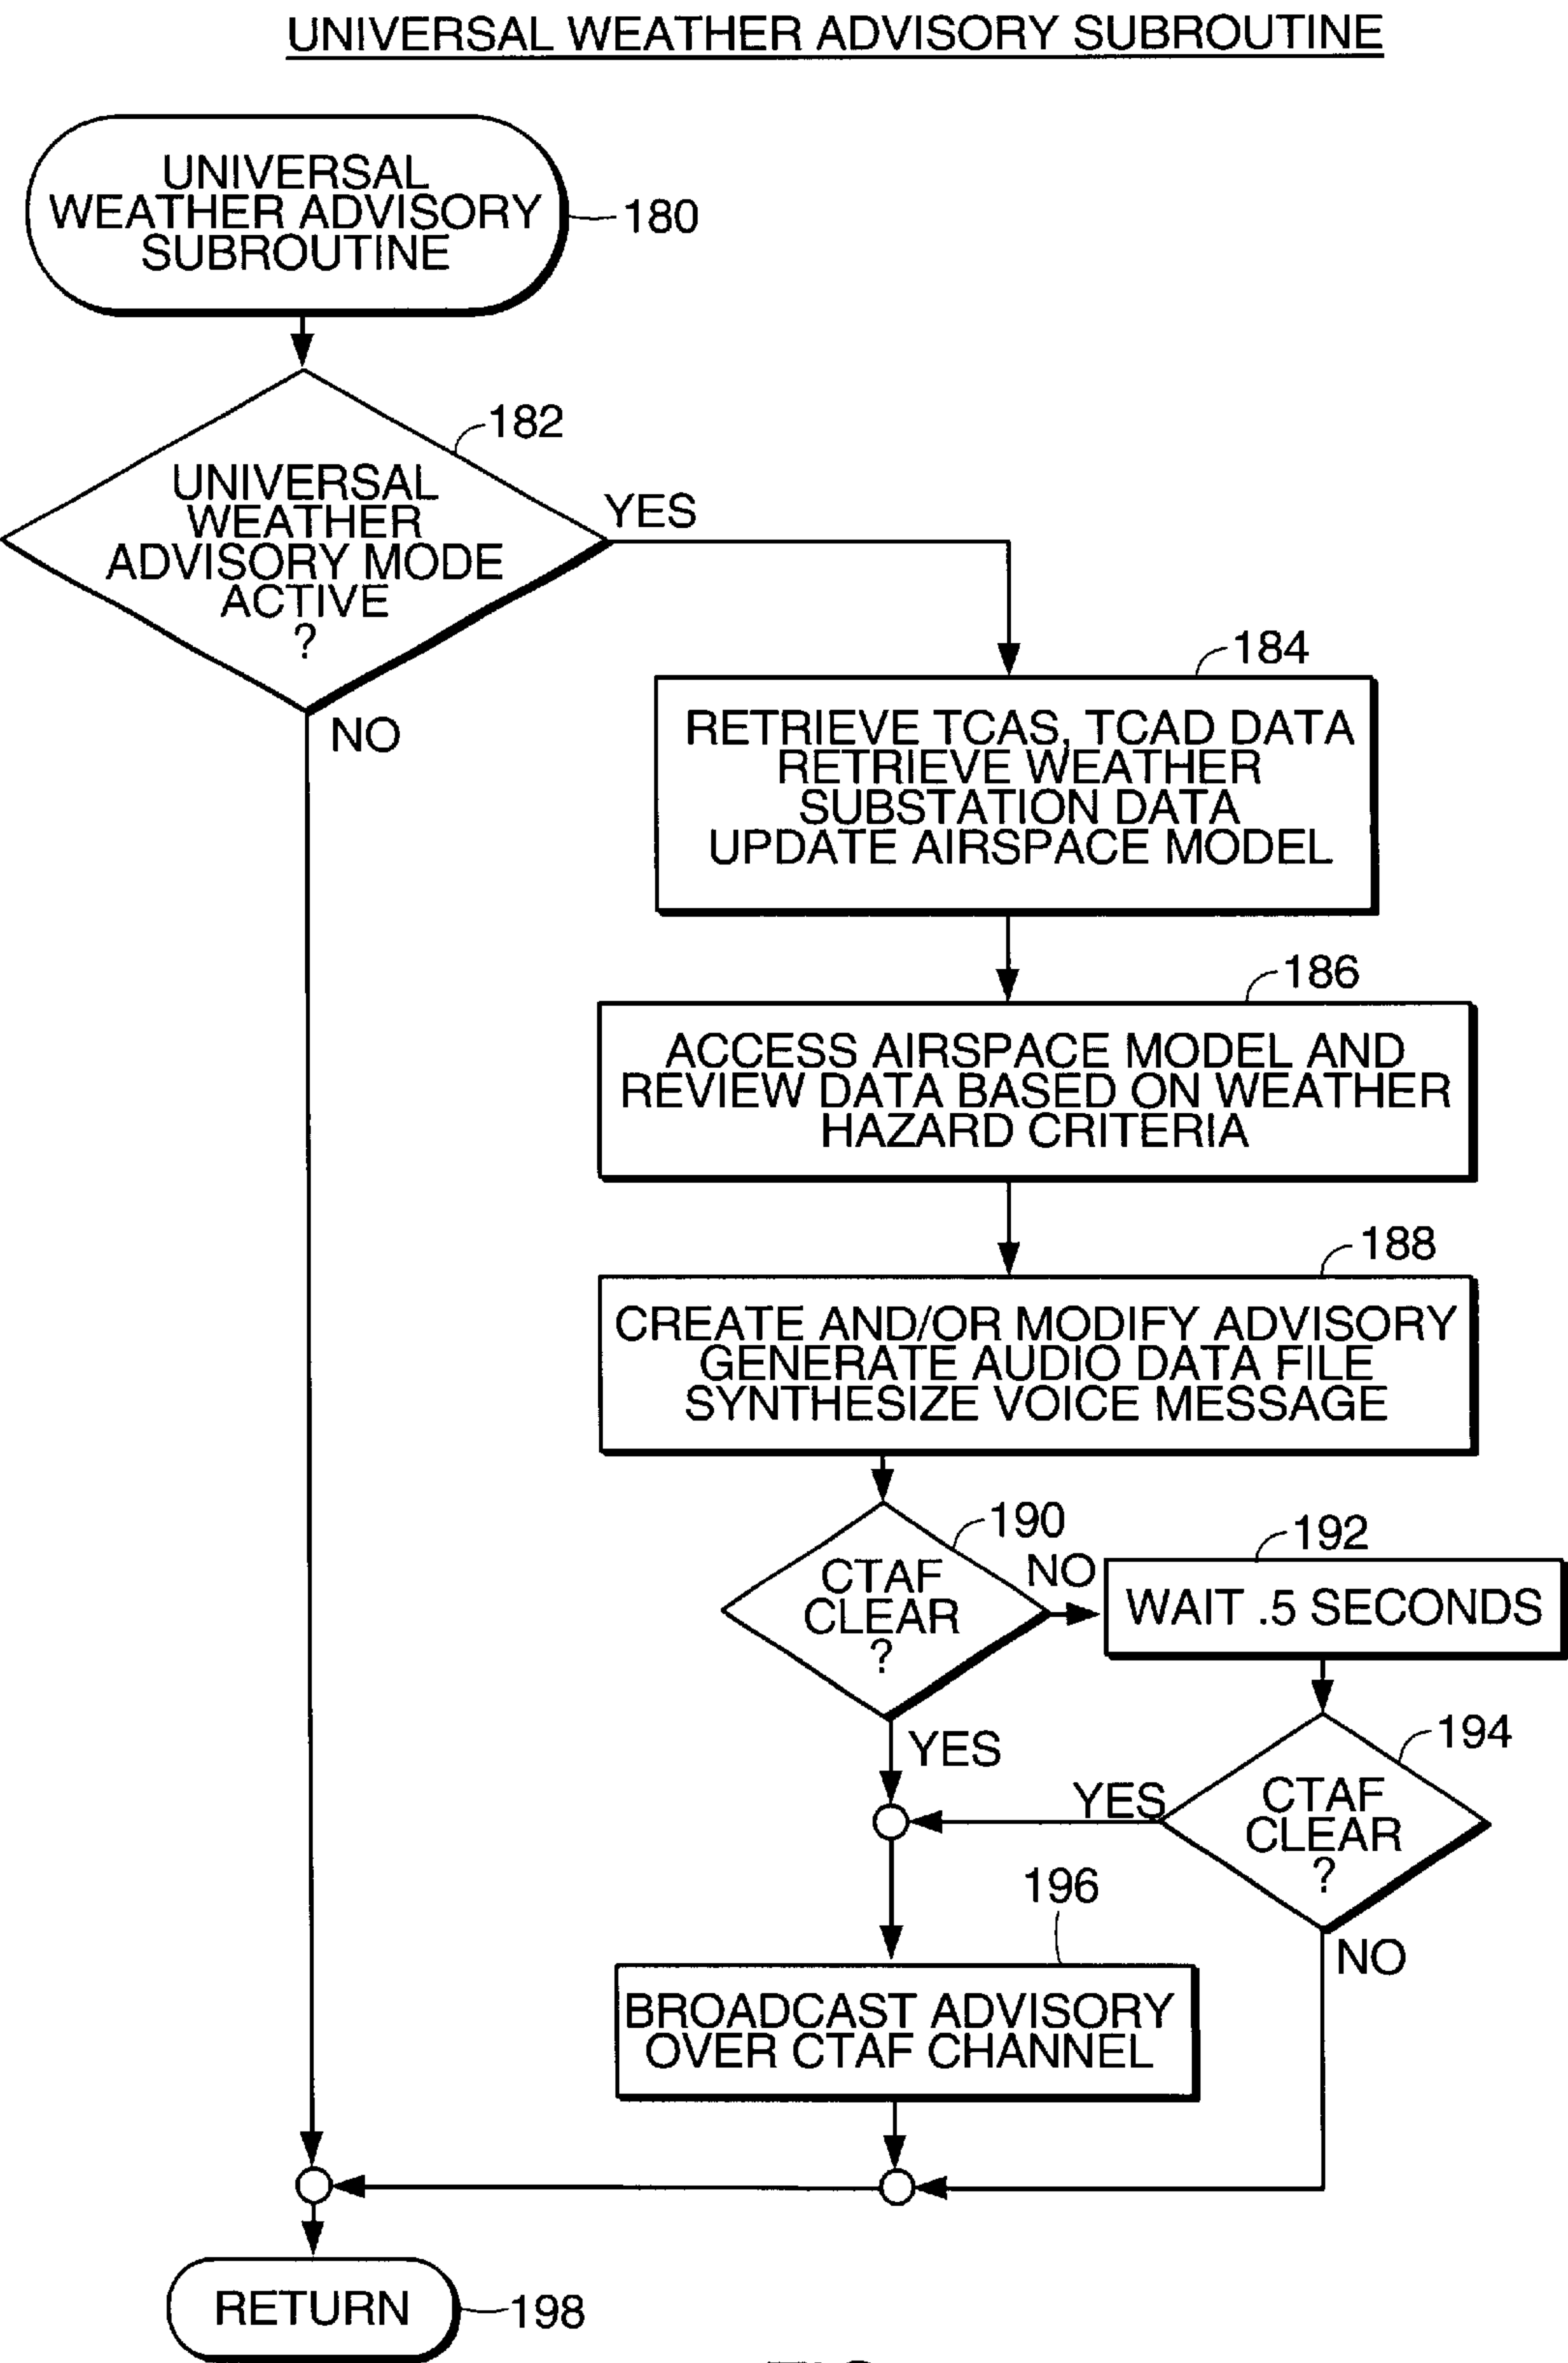 UNIVERSAL WEATHER ADVISORY SUBROUTINE
UNIVERSAL
WEATHER ADVISORY
SUBROUTINE
180
182
UNIVERSAL
WEATHER
ADVISORY MODE
ACTIVE
?
YES
NO
184
RETRIEVE TCAS, TCAD DATA
RETRIEVE WEATHER
SUBSTATION DATA
UPDATE AIRSPACE MODEL
186
ACCESS AIRSPACE MODEL AND
REVIEW DATA BASED ON WEATHER
HAZARD CRITERIA
188
CREATE AND/OR MODIFY ADVISORY
GENERATE AUDIO DATA FILE
SYNTHESIZE VOICE MESSAGE
190
CTAF
CLEAR
?
NO
192
WAIT .5 SECONDS
YES
194
CTAF
CLEAR
?
YES
NO
196
BROADCAST ADVISORY
OVER CTAF CHANNEL
RETURN
198